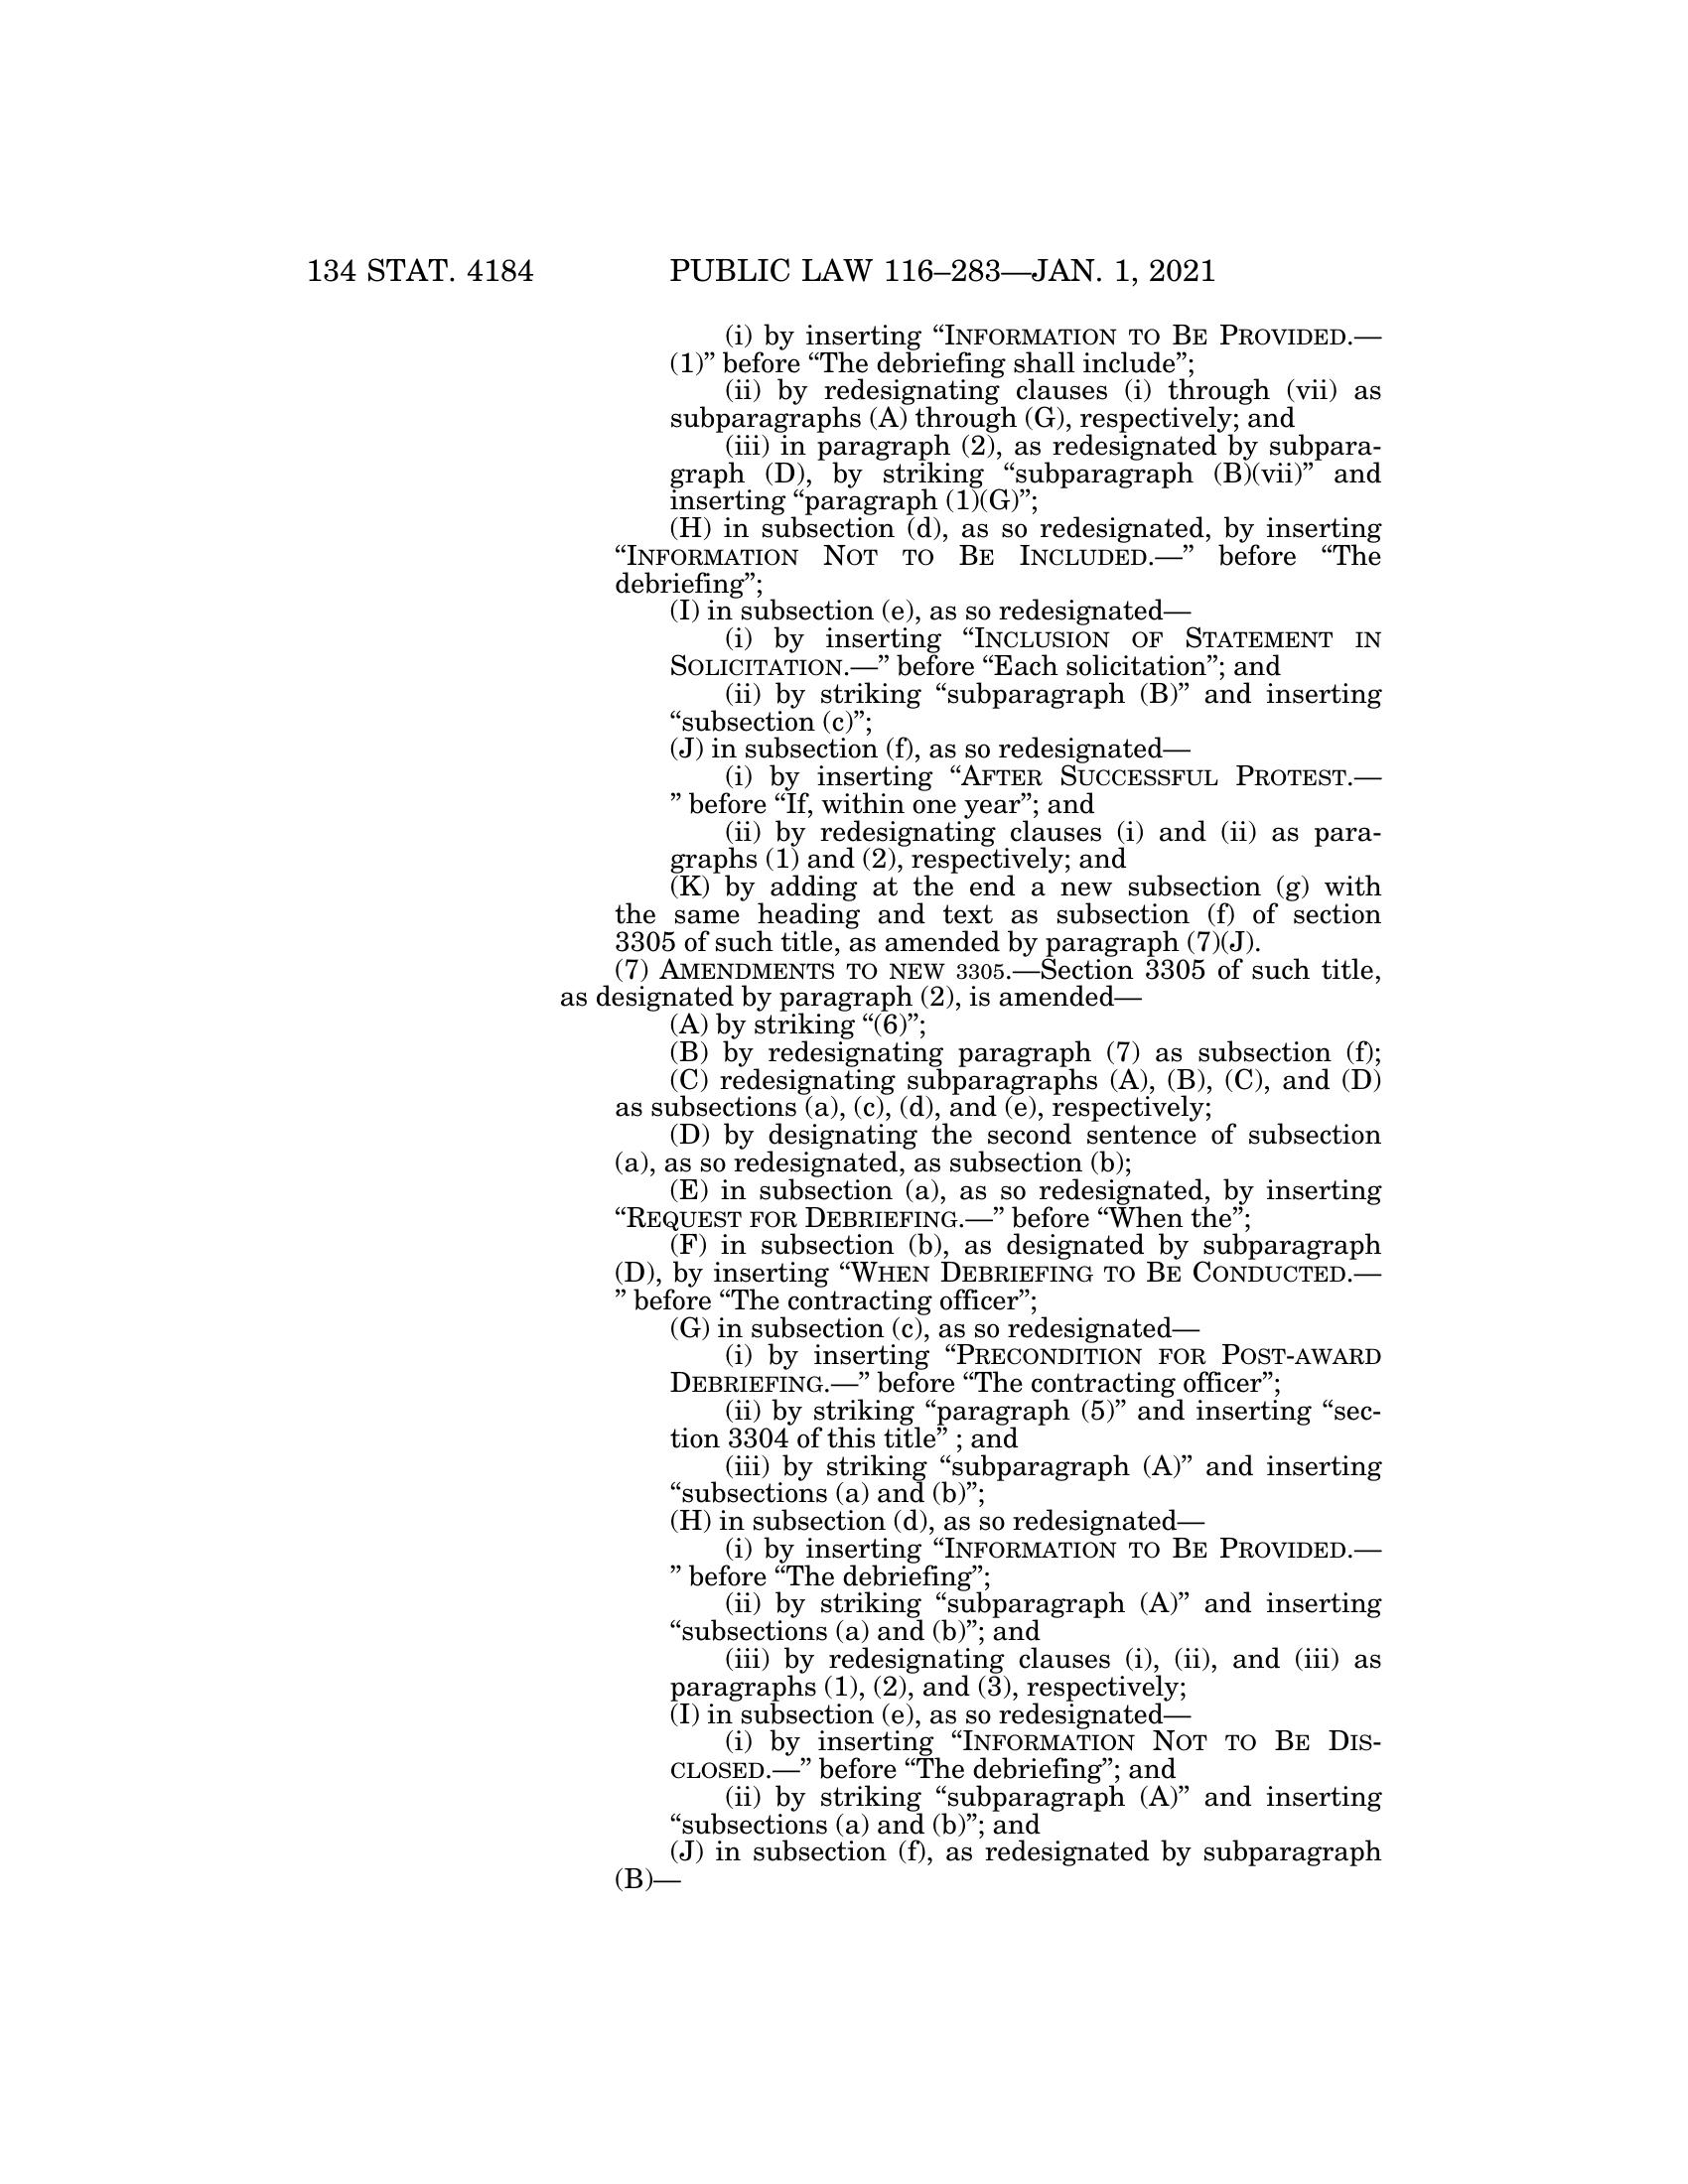 134 STAT. 4184 PUBLIC LAW 116–283—JAN. 1, 2021
(i) by inserting “INFORMATION TO BE PROVIDED.—
(1)” before “The debriefing shall include”;
(ii) by redesignating clauses (i) through (vii) as
subparagraphs (A) through (G), respectively; and
(iii) in paragraph (2), as redesignated by subpara-
graph (D), by striking “subparagraph (B)(vii)” and
inserting “paragraph (1)(G)”;
(H) in subsection (d), as so redesignated, by inserting
“INFORMATION NOT TO BE INCLUDED.—” before “The
debriefing”;
(I) in subsection (e), as so redesignated—
(i) by inserting “INCLUSION OF STATEMENT IN
SOLICITATION.—” before “Each solicitation”; and
(ii) by striking “subparagraph (B)” and inserting
“subsection (c)”;
(J) in subsection (f), as so redesignated—
(i) by inserting “AFTER SUCCESSFUL PROTEST.—
” before “If, within one year”; and
(ii) by redesignating clauses (i) and (ii) as para-
graphs (1) and (2), respectively; and
(K) by adding at the end a new subsection (g) with
the same heading and text as subsection (f) of section
3305 of such title, as amended by paragraph (7)(J).
(7) AMENDMENTS TO NEW 3305.—Section 3305 of such title,
as designated by paragraph (2), is amended—
(A) by striking “(6)”;
(B) by redesignating paragraph (7) as subsection (f);
(C) redesignating subparagraphs (A), (B), (C), and (D)
as subsections (a), (c), (d), and (e), respectively;
(D) by designating the second sentence of subsection
(a), as so redesignated, as subsection (b);
(E) in subsection (a), as so redesignated, by inserting
“REQUEST FOR DEBRIEFING.—” before “When the”;
(F) in subsection (b), as designated by subparagraph
(D), by inserting “WHEN DEBRIEFING TO BE CONDUCTED.—
” before “The contracting officer”;
(G) in subsection (c), as so redesignated—
(i) by inserting “PRECONDITION FOR POST-AWARD
DEBRIEFING.—” before “The contracting officer”;
(ii) by striking “paragraph (5)” and inserting “sec-
tion 3304 of this title” ; and
(iii) by striking “subparagraph (A)” and inserting
“subsections (a) and (b)”;
(H) in subsection (d), as so redesignated—
(i) by inserting “INFORMATION TO BE PROVIDED.—
” before “The debriefing”;
(ii) by striking “subparagraph (A)” and inserting
“subsections (a) and (b)”; and
(iii) by redesignating clauses (i), (ii), and (iii) as
paragraphs (1), (2), and (3), respectively;
(I) in subsection (e), as so redesignated—
(i) by inserting “INFORMATION NOT TO BE DIS-
CLOSED.—” before “The debriefing”; and
(ii) by striking “subparagraph (A)” and inserting
“subsections (a) and (b)”; and
(J) in subsection (f), as redesignated by subparagraph
(B)—